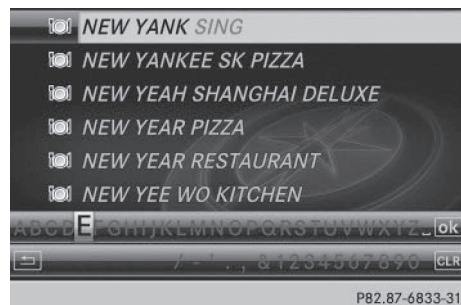 NEW YANK SING
NEW YANKEE SK PIZZA
NEW YEAH SHANGHAI DELUXE
NEW YEAR PIZZA
NEW YEAR RESTAURANT
NEW YEE WO KITCHEN
ABCDEFGHIJKLMNOPQRSTUVWXYZ_ ok
/-'.,&1234567890 CLR
P82.87-6833-31